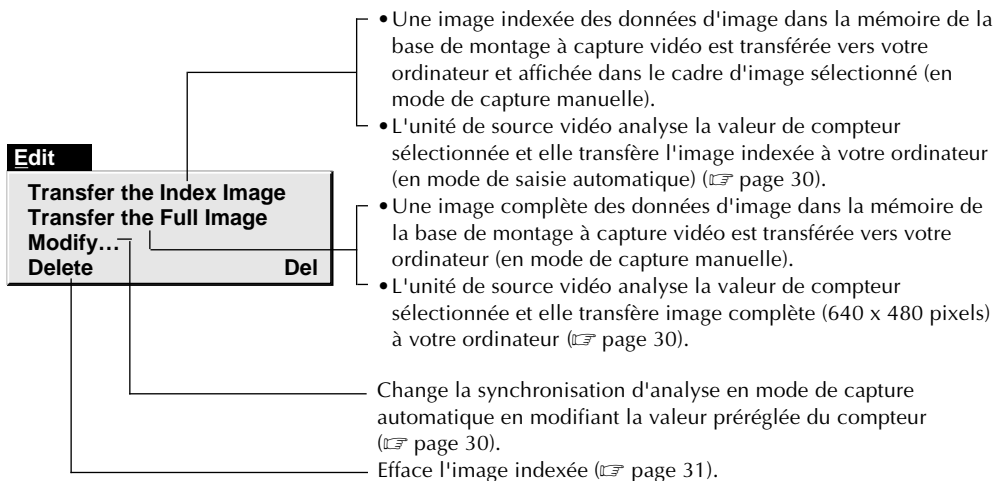 •Une image indexée des données d'image dans la mémoire de la
base de montage à capture vidéo est transférée vers votre
ordinateur et affichée dans le cadre d'image sélectionné (en
mode de capture manuelle).
•L'unité de source vidéo analyse la valeur de compteur
sélectionnée et elle transfère l'image indexée à votre ordinateur
(en mode de saisie automatique) (☞ page 30).
Edit
Transfer the Index Image
Transfer the Full Image
Modify...
Delete Del
•Une image complète des données d'image dans la mémoire de
la base de montage à capture vidéo est transférée vers votre
ordinateur (en mode de capture manuelle).
•L'unité de source vidéo analyse la valeur de compteur
sélectionnée et elle transfère image complète (640 x 480 pixels)
à votre ordinateur (☞ page 30).
Change la synchronisation d'analyse en mode de capture
automatique en modifiant la valeur préréglée du compteur
(☞ page 30).
Efface l'image indexée (☞ page 31).